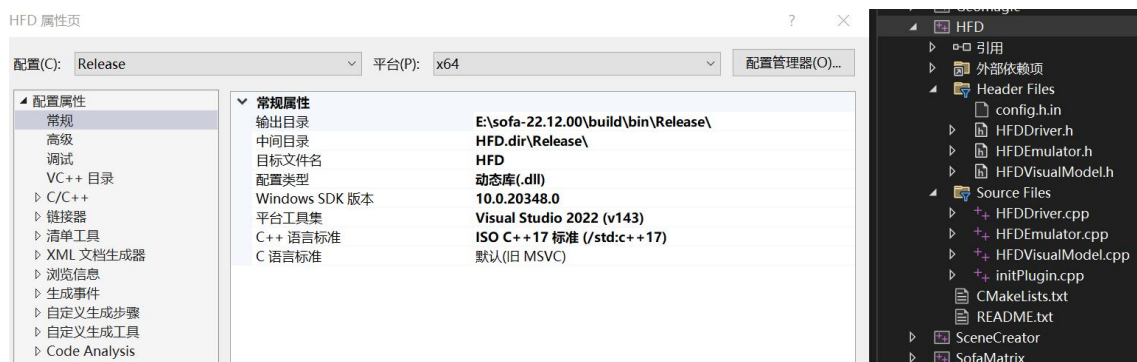 HFD 属性页
配置(C):
Release
平台(P):
x64
配置管理器(O)...
配置属性
常规
高级
调试
VC++ 目录
C/C++
链接器
清单工具
XML 文档生成器
浏览信息
生成事件
自定义生成步骤
自定义生成工具
Code Analysis
常规属性
输出目录 E:\sofa-22.12.00\build\bin\Release\
中间目录 HFD.dir\Release\
目标文件名 HFD
配置类型 动态库(.dll)
Windows SDK 版本 10.0.20348.0
平台工具集 Visual Studio 2022 (v143)
C++ 语言标准 ISO C++17 标准 (/std:c++17)
C 语言标准 默认(旧 MSVC)
Geomagic
HFD
引用
外部依赖项
Header Files
config.h.in
HFDDriver.h
HFDEmulator.h
HFDVisualModel.h
Source Files
HFDDriver.cpp
HFDEmulator.cpp
HFDVisualModel.cpp
initPlugin.cpp
CMakeLists.txt
README.txt
SceneCreator
SofaMatrix